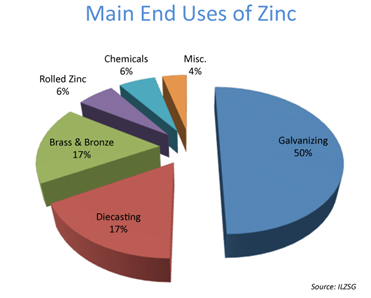 Main End Uses of Zinc
Chemicals
6%
Misc.
4%
Rolled Zinc
6%
Galvanizing
50%
Brass & Bronze
17%
Diecasting
17%
Source: ILZSG